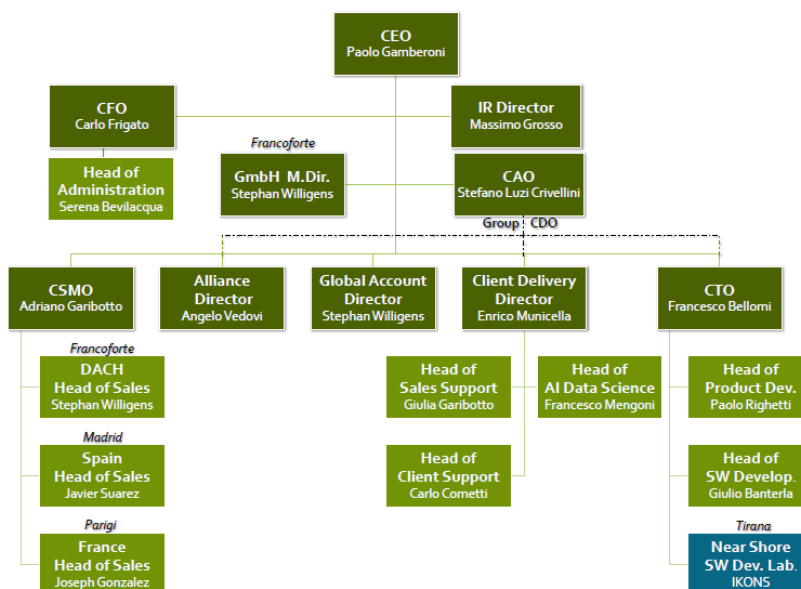 CEO
Paolo Gamberoni
CFO
Carlo Frigato
IR Director
Massimo Grosso
Head of
Administration
Serena Bevilacqua
Francoforte
GmbH M.Dir.
Stephan Willigens
CAO
Stefano Luzi Crivellini
Group CDO
CSMO
Adriano Garibotto
Alliance
Director
Angelo Vedovi
Global Account
Director
Stephan Willigens
Client Delivery
Director
Enrico Municella
CTO
Francesco Bellomi
Francoforte
DACH
Head of Sales
Stephan Willigens
Head of
Sales Support
Giulia Garibotto
Head of
AI Data Science
Francesco Mengoni
Head of
Product Dev.
Paolo Righetti
Madrid
Spain
Head of Sales
Javier Suarez
Head of
Client Support
Carlo Cometti
Head of
SW Develop.
Giulio Banterla
Parigi
France
Head of Sales
Joseph Gonzalez
Tirana
Near Shore
SW Dev. Lab.
IKONS